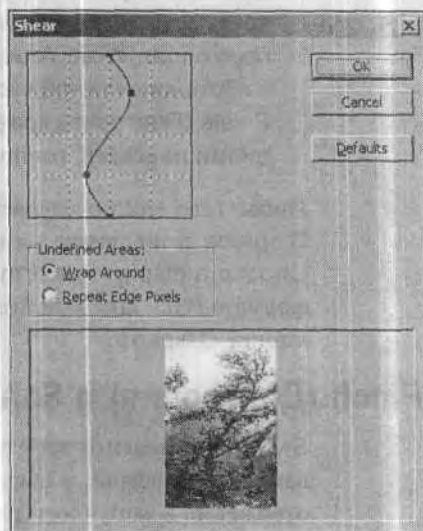 Shear
OK
Cancel
Defaults
Undefined Areas:
Wrap Around
Repeat Edge Pixels